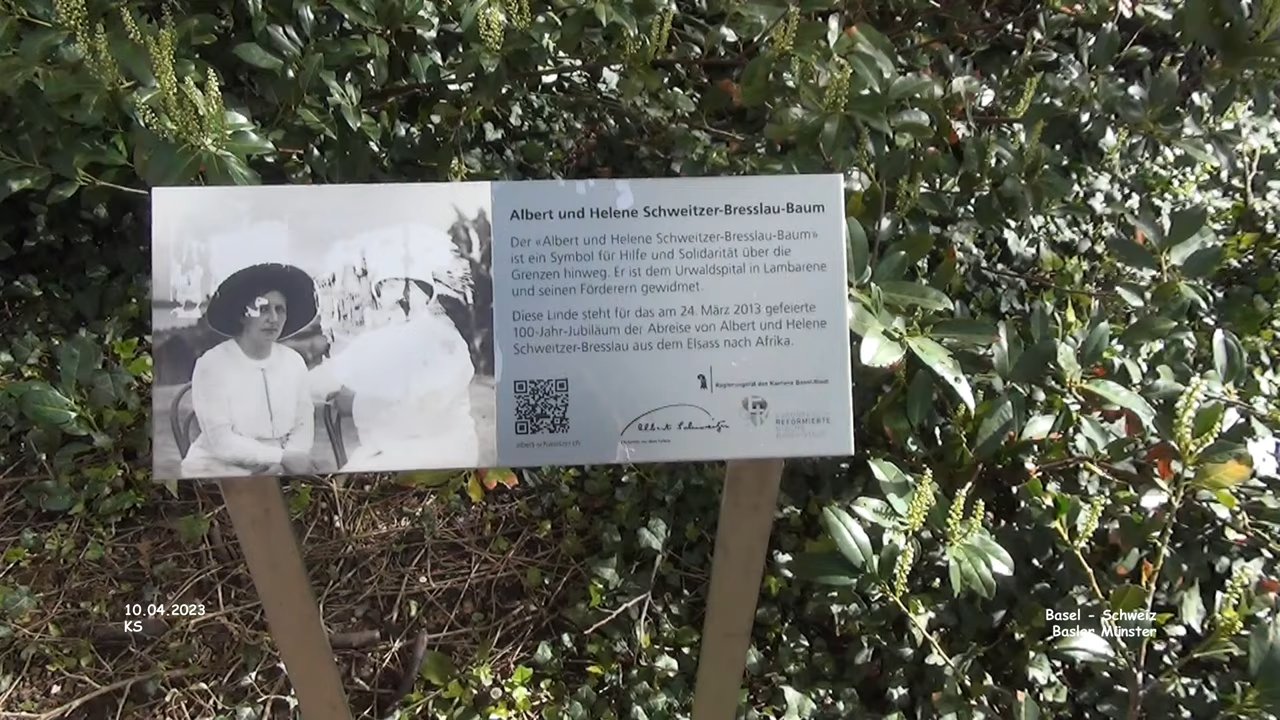 Albert und Helene Schweitzer-Bresslau-Baum
Der «Albert und Helene Schweitzer-Bresslau-Baum»
ist ein Symbol für Hilfe und Solidarität über die
Grenzen hinweg. Er ist dem Urwaldspital in Lambarene
und seinen Förderern gewidmet.
Diese Linde steht für das am 24. März 2013 gefeierte
100-Jahr-Jubiläum der Abreise von Albert und Helene
Schweitzer-Bresslau aus dem Elsass nach Afrika.
Regierungsrat des Kantons Basel-Stadt
Albert Schweitzer
REFORMIERTE
albert-schweitzer.ch
10.04.2023
KS
Basel - Schweiz
Basler Münster